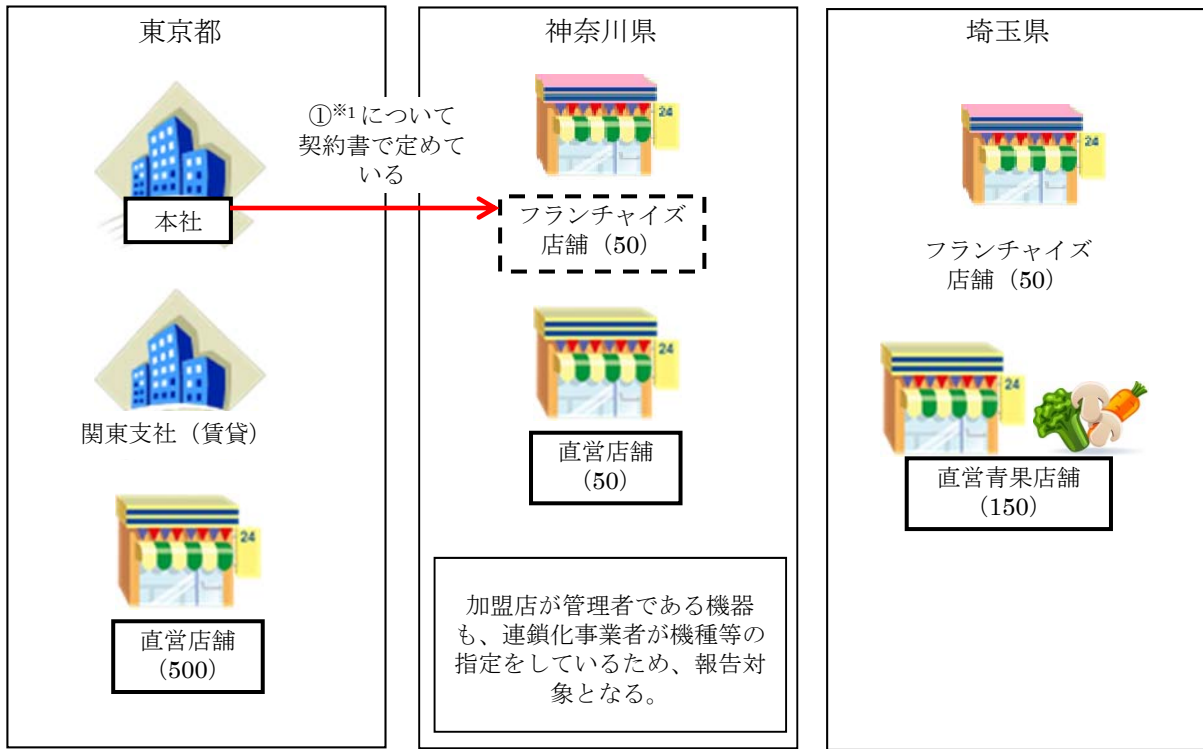 東京都
①※1について
契約書で定めて
いる
本社
関東支社（賃貸）
24
直営店舗
(500)
神奈川県
24
フランチャイズ
店舗（50）
24
直営店舗
(50)
加盟店が管理者である機器
も、連鎖化事業者が機種等の
指定をしているため、報告対
象となる。
埼玉県
24
フランチャイズ
店舗（50）
24
直営青果店舗
（150）